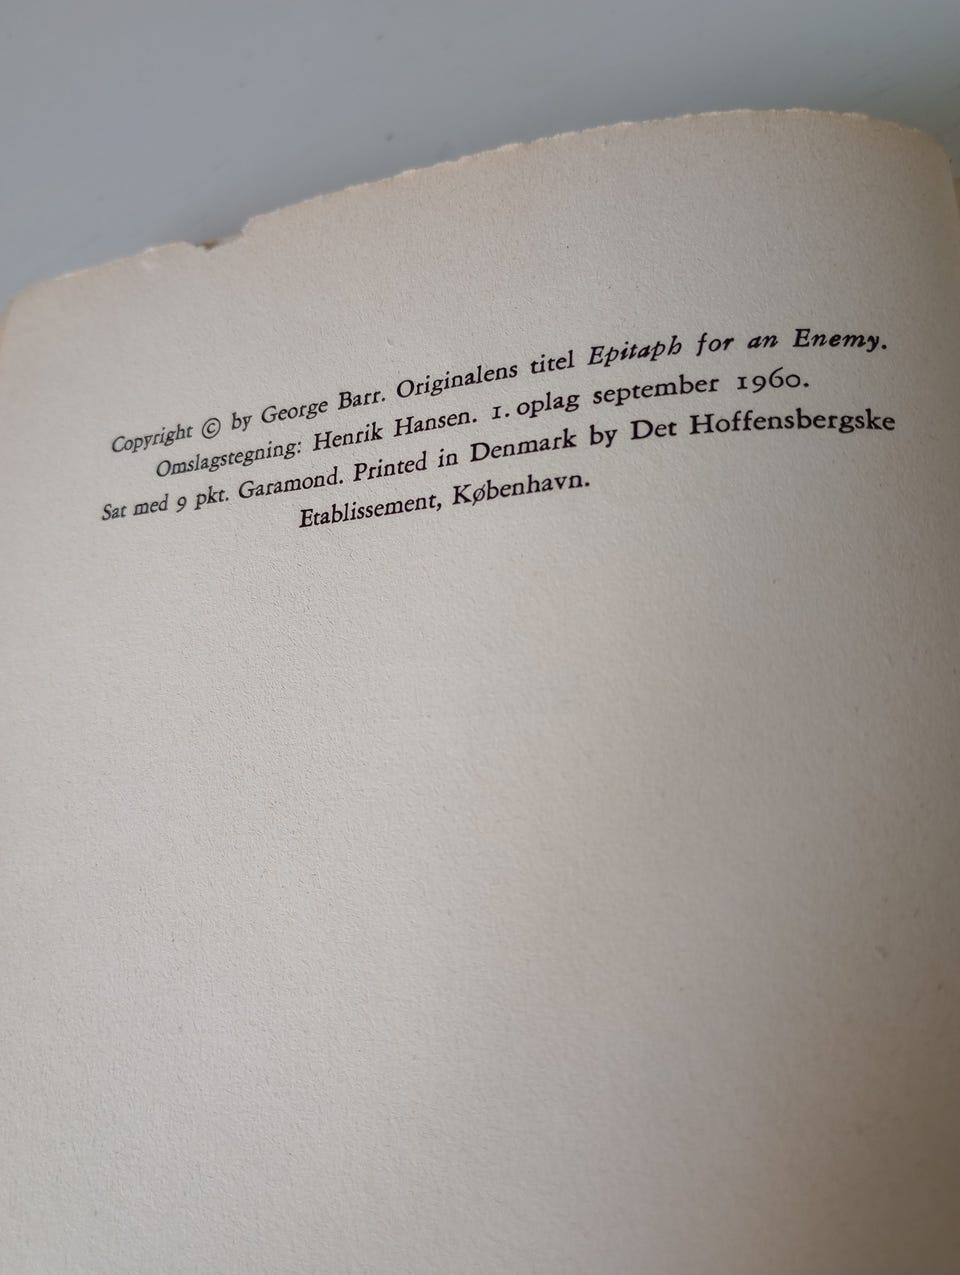 Copyright © by George Barr. Originalens titel Epitaph for an Enemy.
Omslagstegning: Henrik Hansen. 1. oplag september 1960.
Sat med 9 pkt. Garamond. Printed in Denmark by Det Hoffensbergske
Etablissement, København.